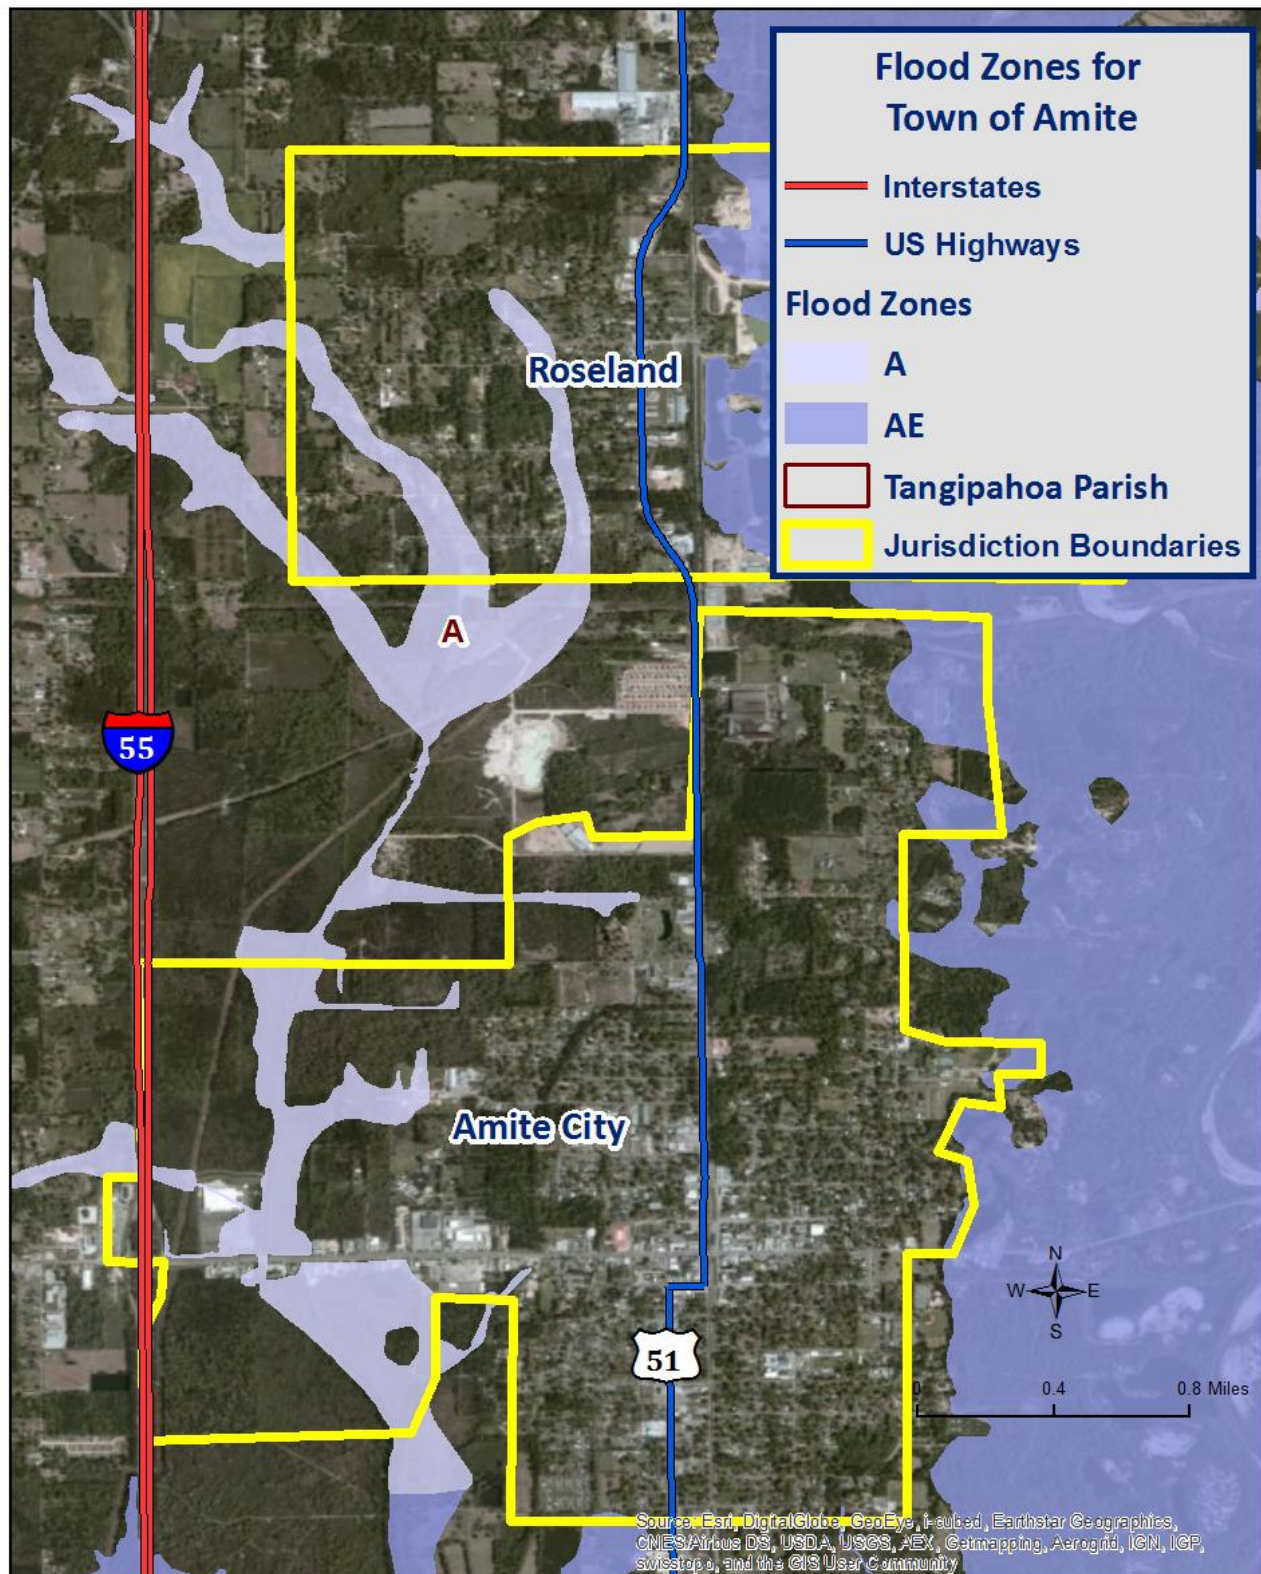 Flood Zones for
Town of Amite
Interstates
US Highways
Flood Zones
A
AE
Tangipahoa Parish
Jurisdiction Boundaries
Roseland
A
55
Amite City
N
W E
S
51
0 0.4 0.8 Miles
Source: Esri, DigitalGlobe, GeoEye, i-cubed, Earthstar Geographics,
CNES/Airbus DS, USDA, USGS, AEX, Getmapping, Aerogrid, IGN, IGP,
swisstopo, and the GIS User Community